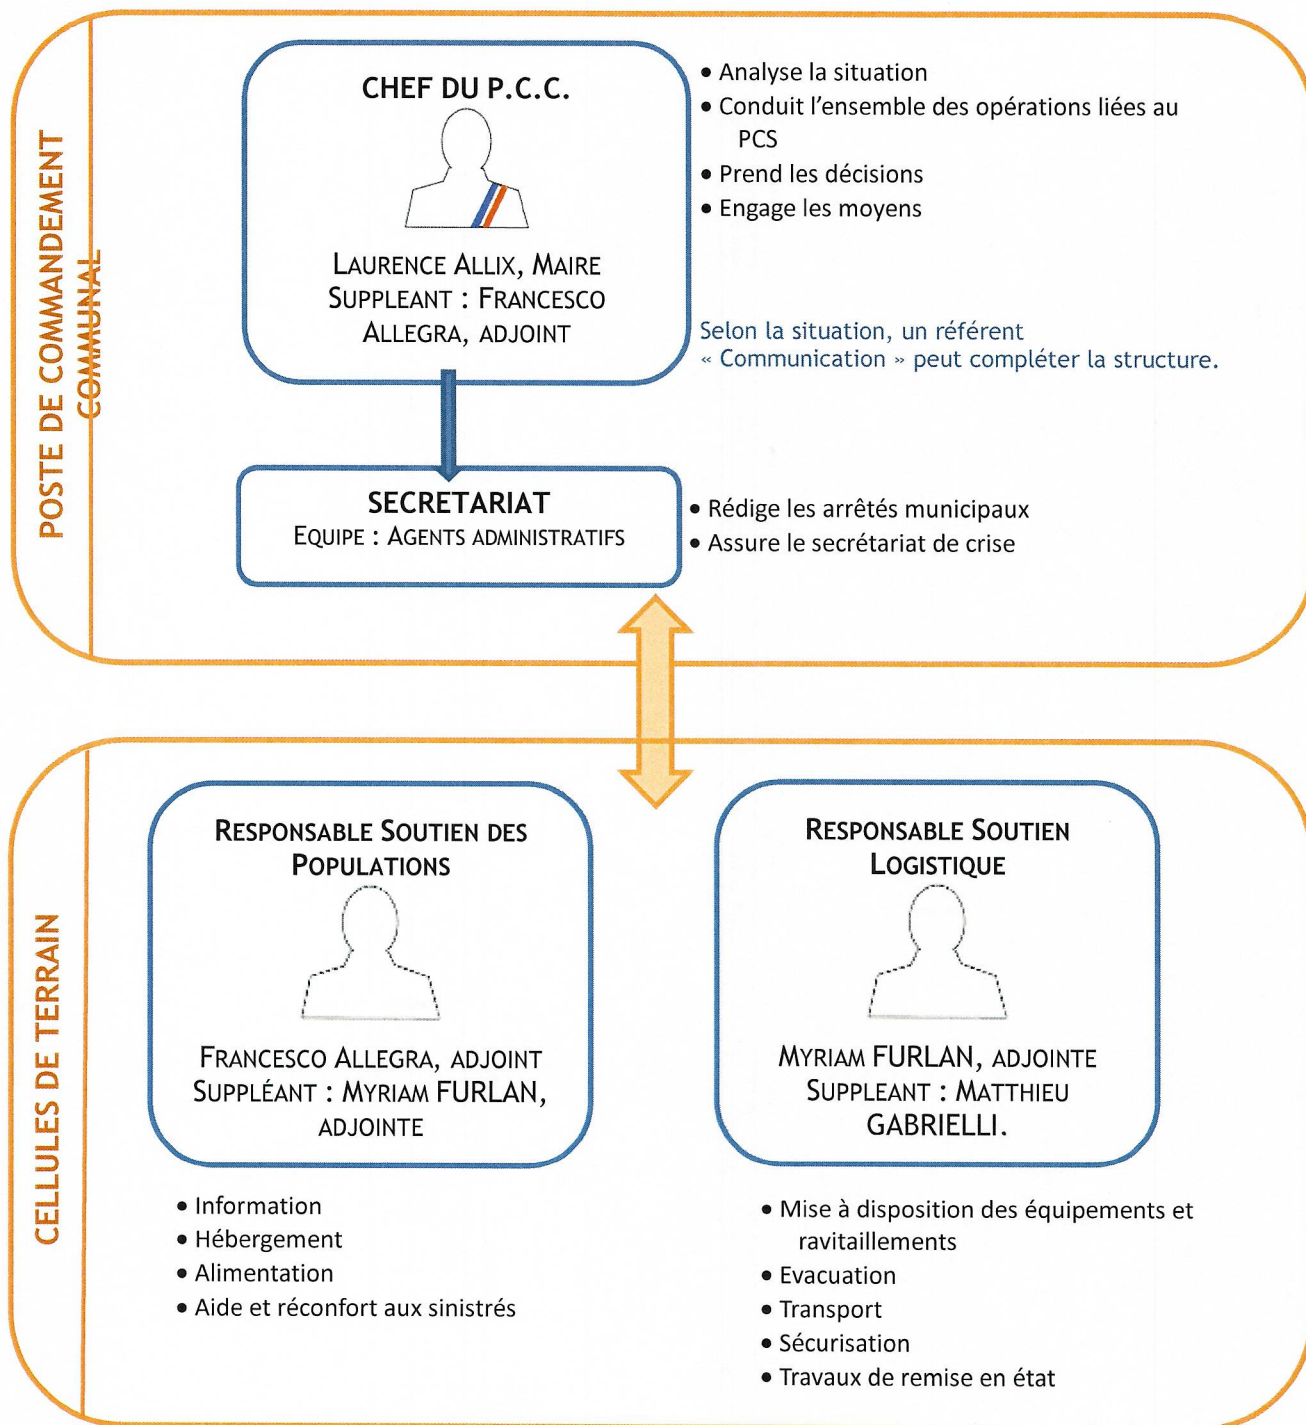 POSTE DE COMMANDEMENT
COMMUNAL
CHEF DU P.C.C.
LAURENCE ALLIX, MAIRE
SUPPLEANT : FRANCESCO
ALLEGRA, ADJOINT
• Analyse la situation
• Conduit l’ensemble des opérations liées au
PCS
• Prend les décisions
• Engage les moyens
Selon la situation, un référent
« Communication » peut compléter la structure.
SECRETARIAT
EQUIPE : AGENTS ADMINISTRATIFS
• Rédige les arrêtés municipaux
• Assure le secrétariat de crise
CELLULES DE TERRAIN
RESPONSABLE SOUTIEN DES
POPULATIONS
FRANCESCO ALLEGRA, ADJOINT
SUPPLÉANT : MYRIAM FURLAN,
ADJOINTE
• Information
• Hébergement
• Alimentation
• Aide et réconfort aux sinistrés
RESPONSABLE SOUTIEN
LOGISTIQUE
MYRIAM FURLAN, ADJOINTE
SUPPLEANT : MATTHIEU
GABRIELLI.
• Mise à disposition des équipements et
ravitaillements
• Evacuation
• Transport
• Sécurisation
• Travaux de remise en état